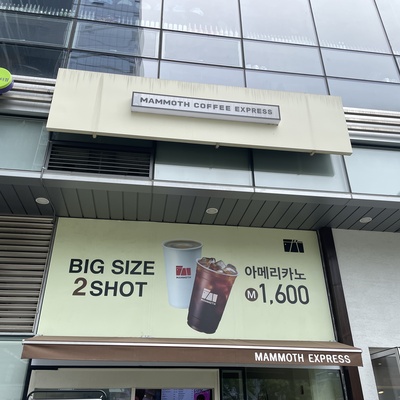 MAMMOTH COFFEE EXPRESS
BIG SIZE
2SHOT
아메리카노
M 1,600
MAMMOTH EXPRESS